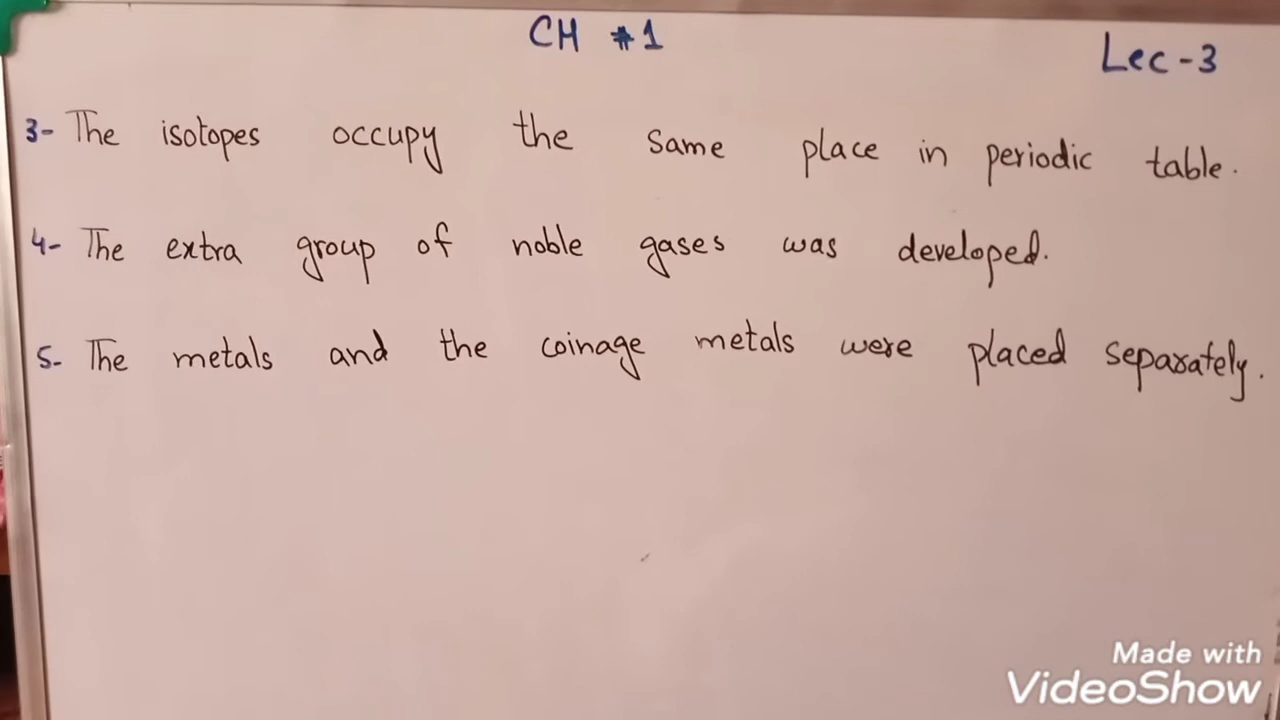 CH #1
Lec-3
3- The isotopes occupy the same place in periodic table.
4- The extra group of noble gases was developed.
5- The metals and the coinage metals were placed separately.
Made with
VideoShow